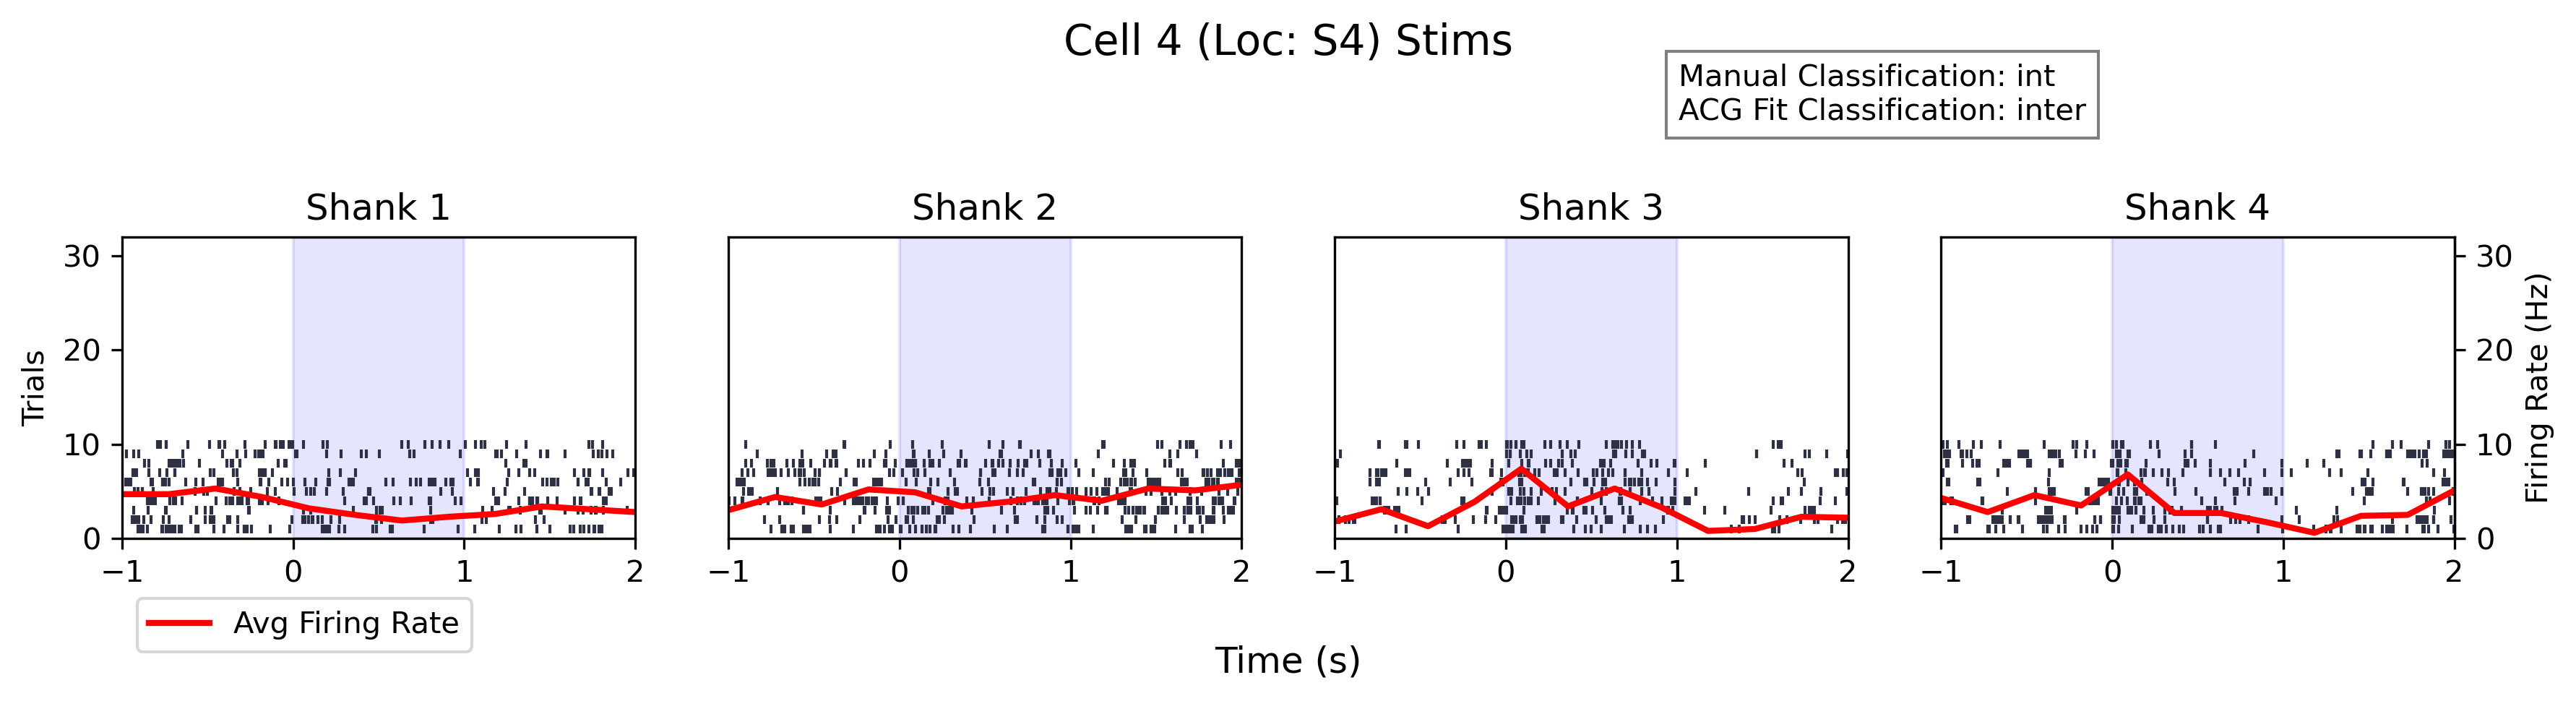 Cell 4 (Loc: S4) Stims
Manual Classification: int
ACG Fit Classification: inter
Shank 1
Shank 2
Shank 3
Shank 4
Trials
30
20
10
0
−1 0 1 2
−1 0 1 2
−1 0 1 2
−1 0 1 2
30
20
10
0
Firing Rate (Hz)
Avg Firing Rate
Time (s)